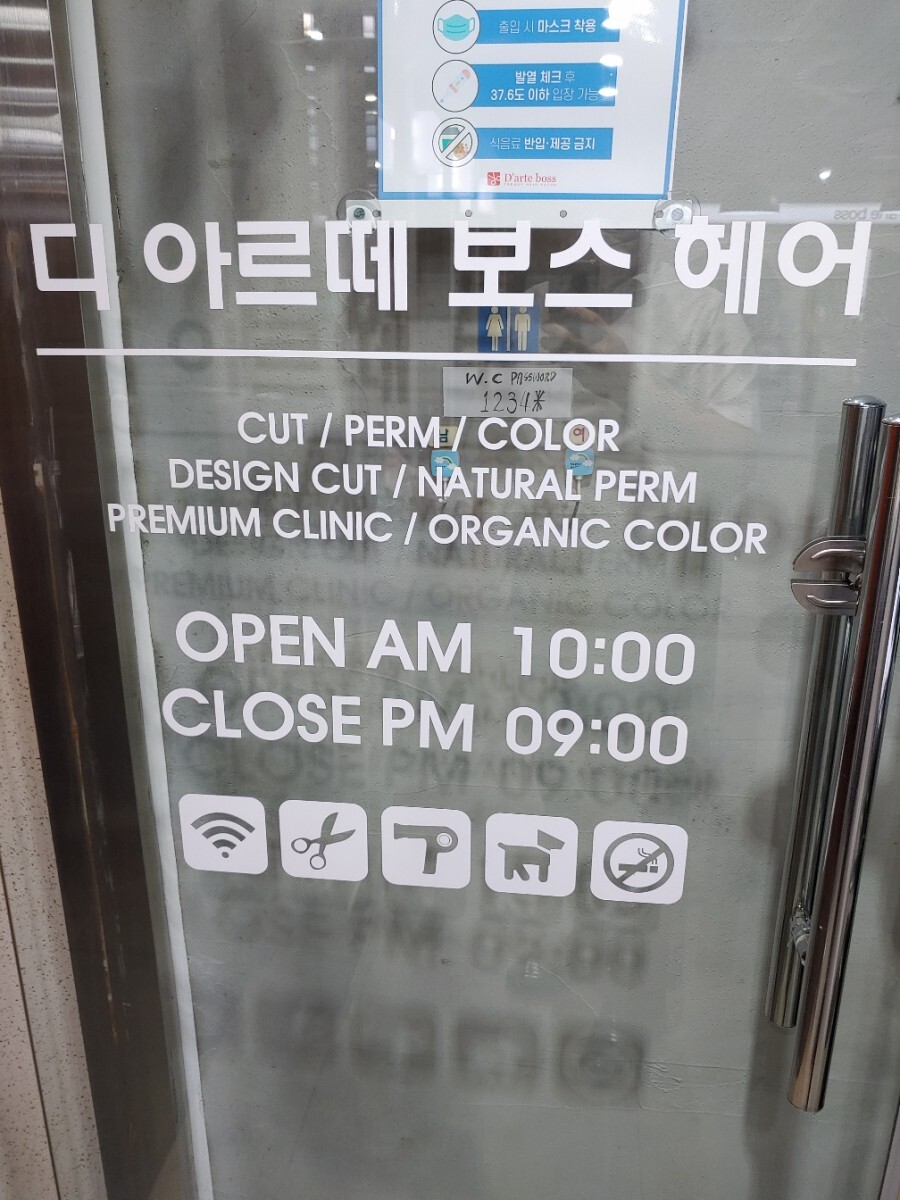 출입 시 마스크 착용
발열 체크 후
37.6도 이하 입장 가능
식음료 반입·제공 금지
D'arte boss
디 아르떼 보스 헤어
W.C PASSWORD
1234*
남 여
CUT / PERM / COLOR
DESIGN CUT / NATURAL PERM
PREMIUM CLINIC / ORGANIC COLOR
OPEN AM 10:00
CLOSE PM 09:00